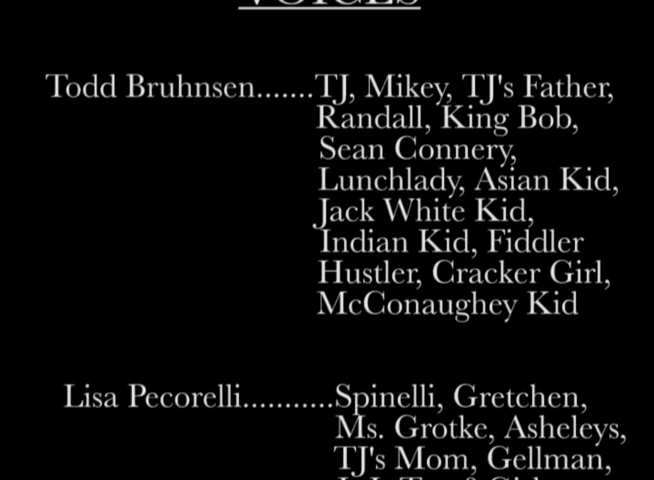 VOICES
Todd Bruhnsen.......TJ, Mikey, TJ's Father,
Randall, King Bob,
Sean Connery,
Lunchlady, Asian Kid,
Jack White Kid,
Indian Kid, Fiddler
Hustler, Cracker Girl,
McConaughey Kid
Lisa Pecorelli...........Spinelli, Gretchen,
Ms. Grotke, Asheleys,
TJ's Mom, Gellman,